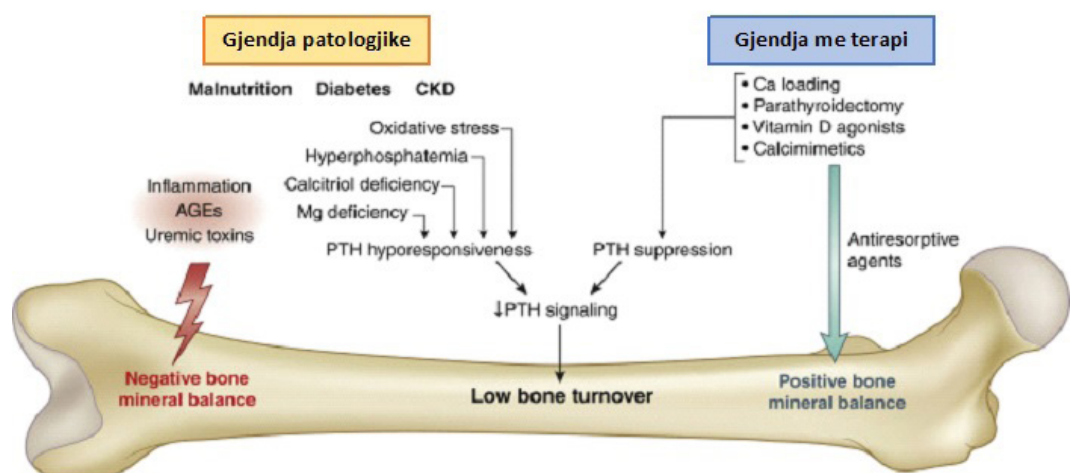 Gjendja patologjike
Gjendja me terapi
Malnutrition Diabetes CKD
Oxidative stress
Hyperphosphatemia
Calcitriol deficiency
Mg deficiency
PTH hyporesponsiveness
Inflammation
AGEs
Uremic toxins
• Ca loading
• Parathyroidectomy
• Vitamin D agonists
• Calcimimetics
PTH suppression
Antiresorptive
agents
↓PTH signaling
Negative bone
mineral balance
Low bone turnover
Positive bone
mineral balance